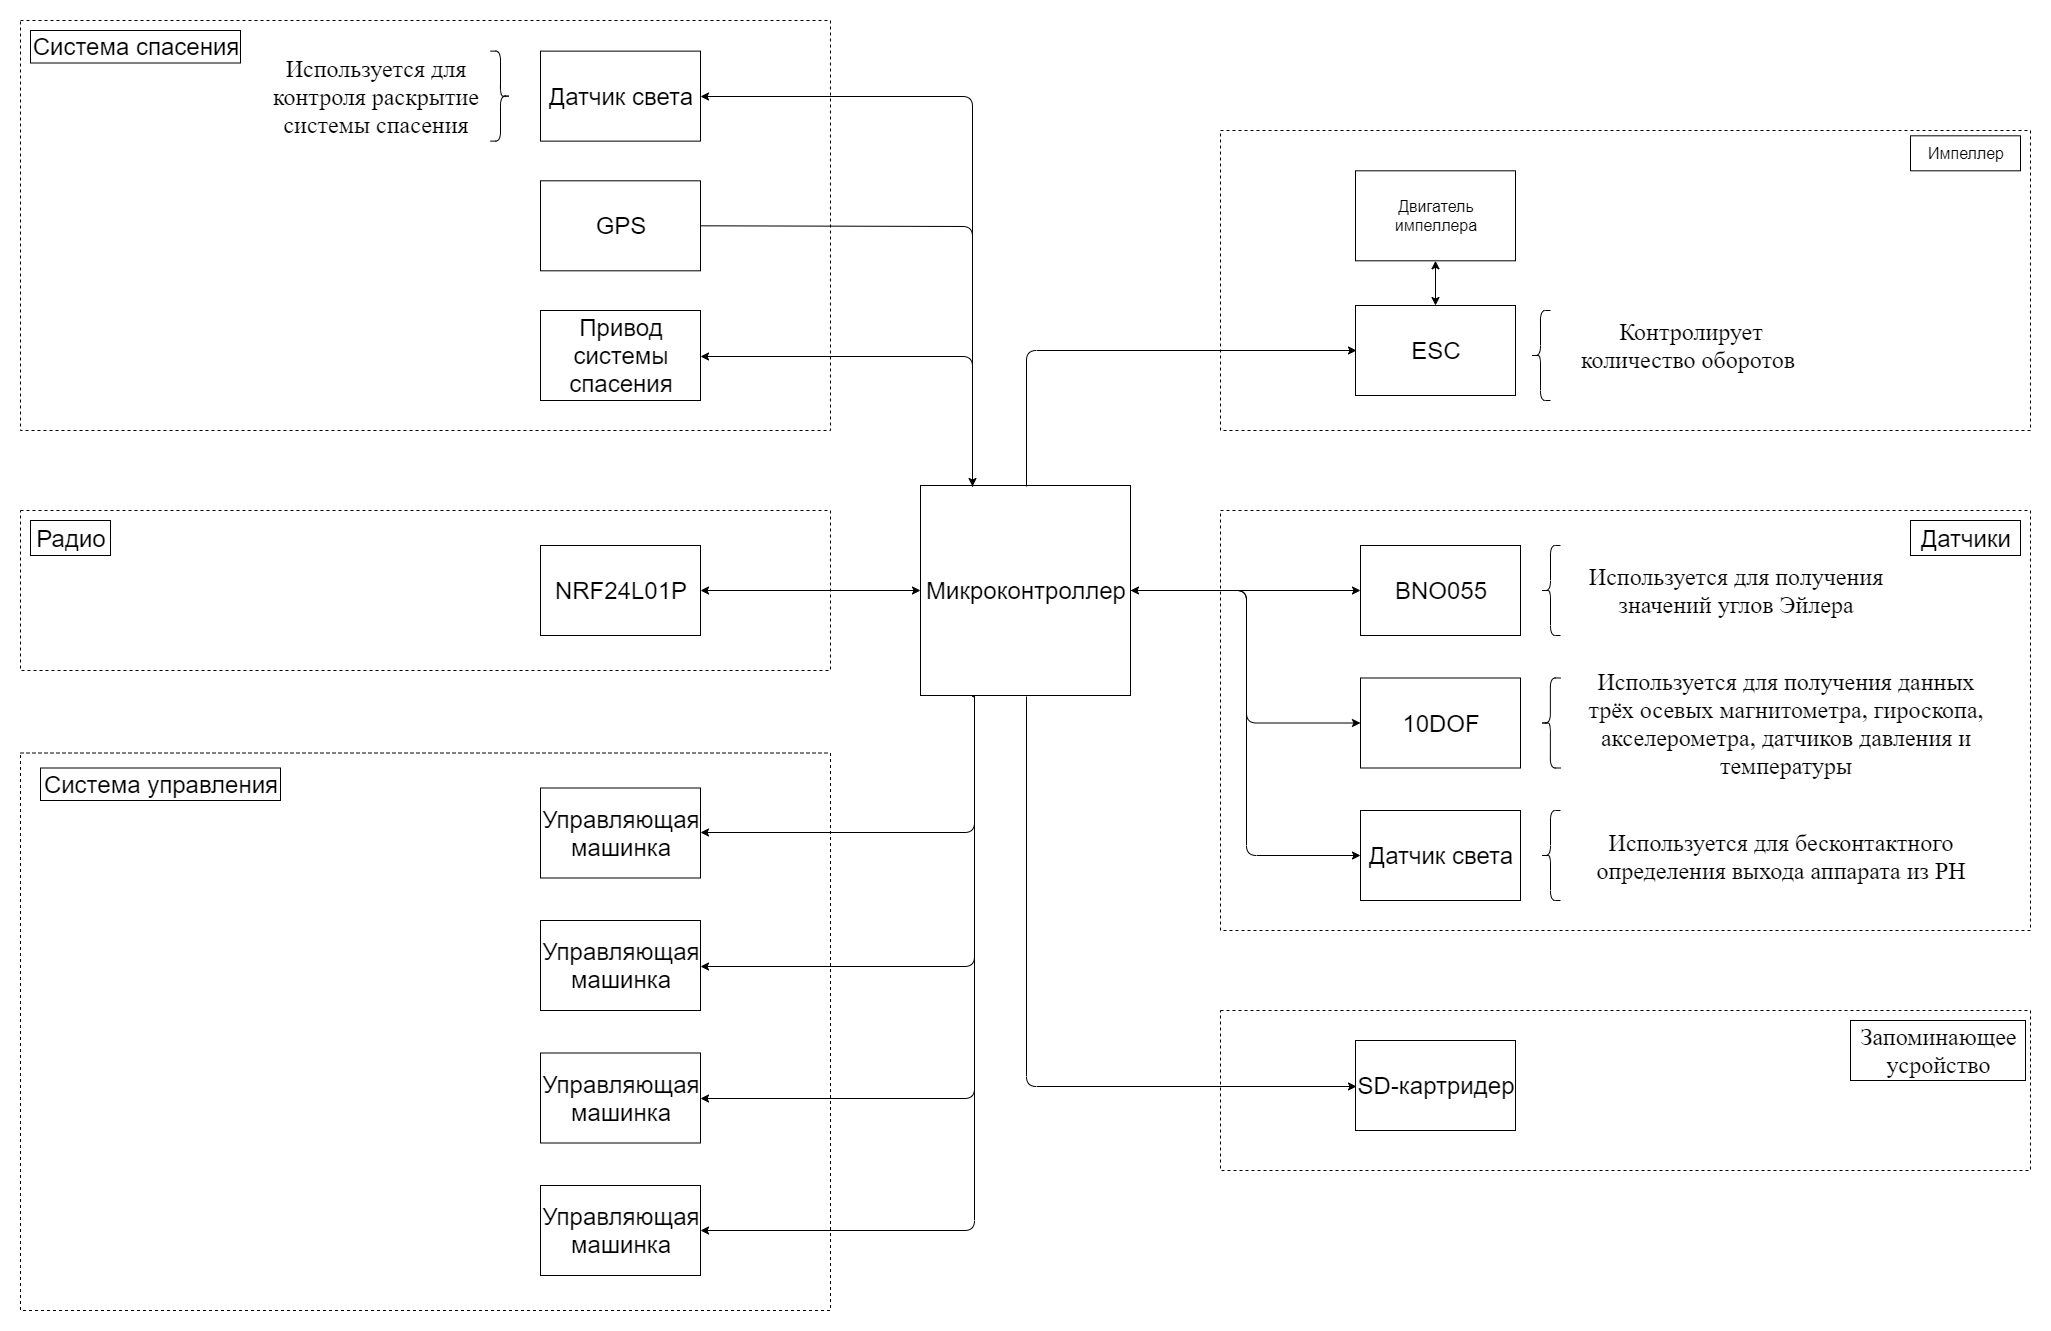 Система спасения
Используется для
контроля раскрытие
системы спасения
Датчик света
GPS
Привод
системы
спасения
Импеллер
Двигатель
импеллера
ESC
Контролирует
количество оборотов
Радио
NRF24L01P
Микроконтроллер
Датчики
BNO055
Используется для получения
значений углов Эйлера
10DOF
Используется для получения данных
трёх осевых магнитометра, гироскопа,
акселерометра, датчиков давления и
температуры
Датчик света
Используется для бесконтактного
определения выхода аппарата из РН
Система управления
Управляющая
машинка
Управляющая
машинка
Управляющая
машинка
Управляющая
машинка
Запоминающее
усройство
SD-картридер